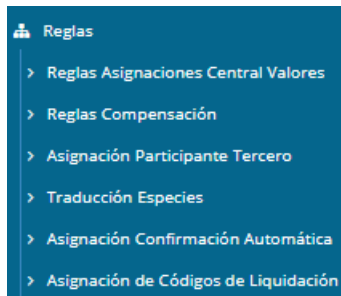 Reglas
> Reglas Asignaciones Central Valores
> Reglas Compensación
> Asignación Participante Tercero
> Traducción Especies
> Asignación Confirmación Automática
> Asignación de Códigos de Liquidación